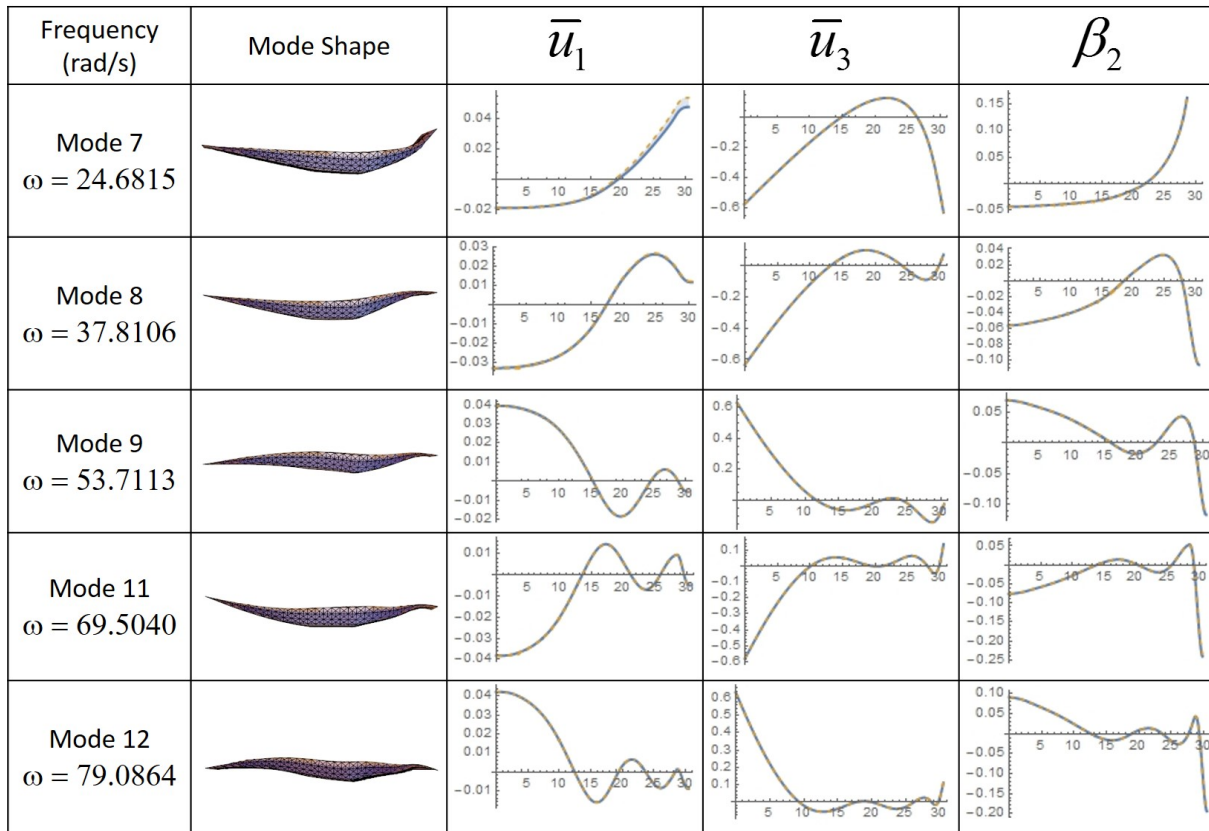 Frequency
(rad/s)
Mode Shape
u̅₁
u̅₃
β₂
Mode 7
ω = 24.6815
0.04
0.02
−0.02
5 10 15 20 25 30
−0.2
−0.4
−0.6
5 10 15 20 25 30
0.15
0.10
0.05
−0.05
5 10 15 20 25 30
Mode 8
ω = 37.8106
0.03
0.02
0.01
−0.01
−0.02
−0.03
5 10 15 20 25 30
−0.2
−0.4
−0.6
5 10 15 20 25 30
0.04
0.02
−0.02
−0.04
−0.06
−0.08
−0.10
5 10 15 20 25 30
Mode 9
ω = 53.7113
0.04
0.03
0.02
0.01
−0.01
−0.02
5 10 15 20 25 30
0.6
0.4
0.2
5 10 15 20 25 30
0.05
−0.05
−0.10
5 10 15 20 25 30
Mode 11
ω = 69.5040
0.01
−0.01
−0.02
−0.03
−0.04
5 10 15 20 25 30
0.1
−0.1
−0.2
−0.3
−0.4
−0.5
−0.6
5 10 15 20 25 30
0.05
−0.05
−0.10
−0.15
−0.20
−0.25
5 10 15 20 25 30
Mode 12
ω = 79.0864
0.04
0.03
0.02
0.01
−0.01
5 10 15 20 25 30
0.6
0.5
0.4
0.3
0.2
0.1
5 10 15 20 25 30
0.10
0.05
−0.05
−0.10
−0.15
−0.20
5 10 15 20 25 30